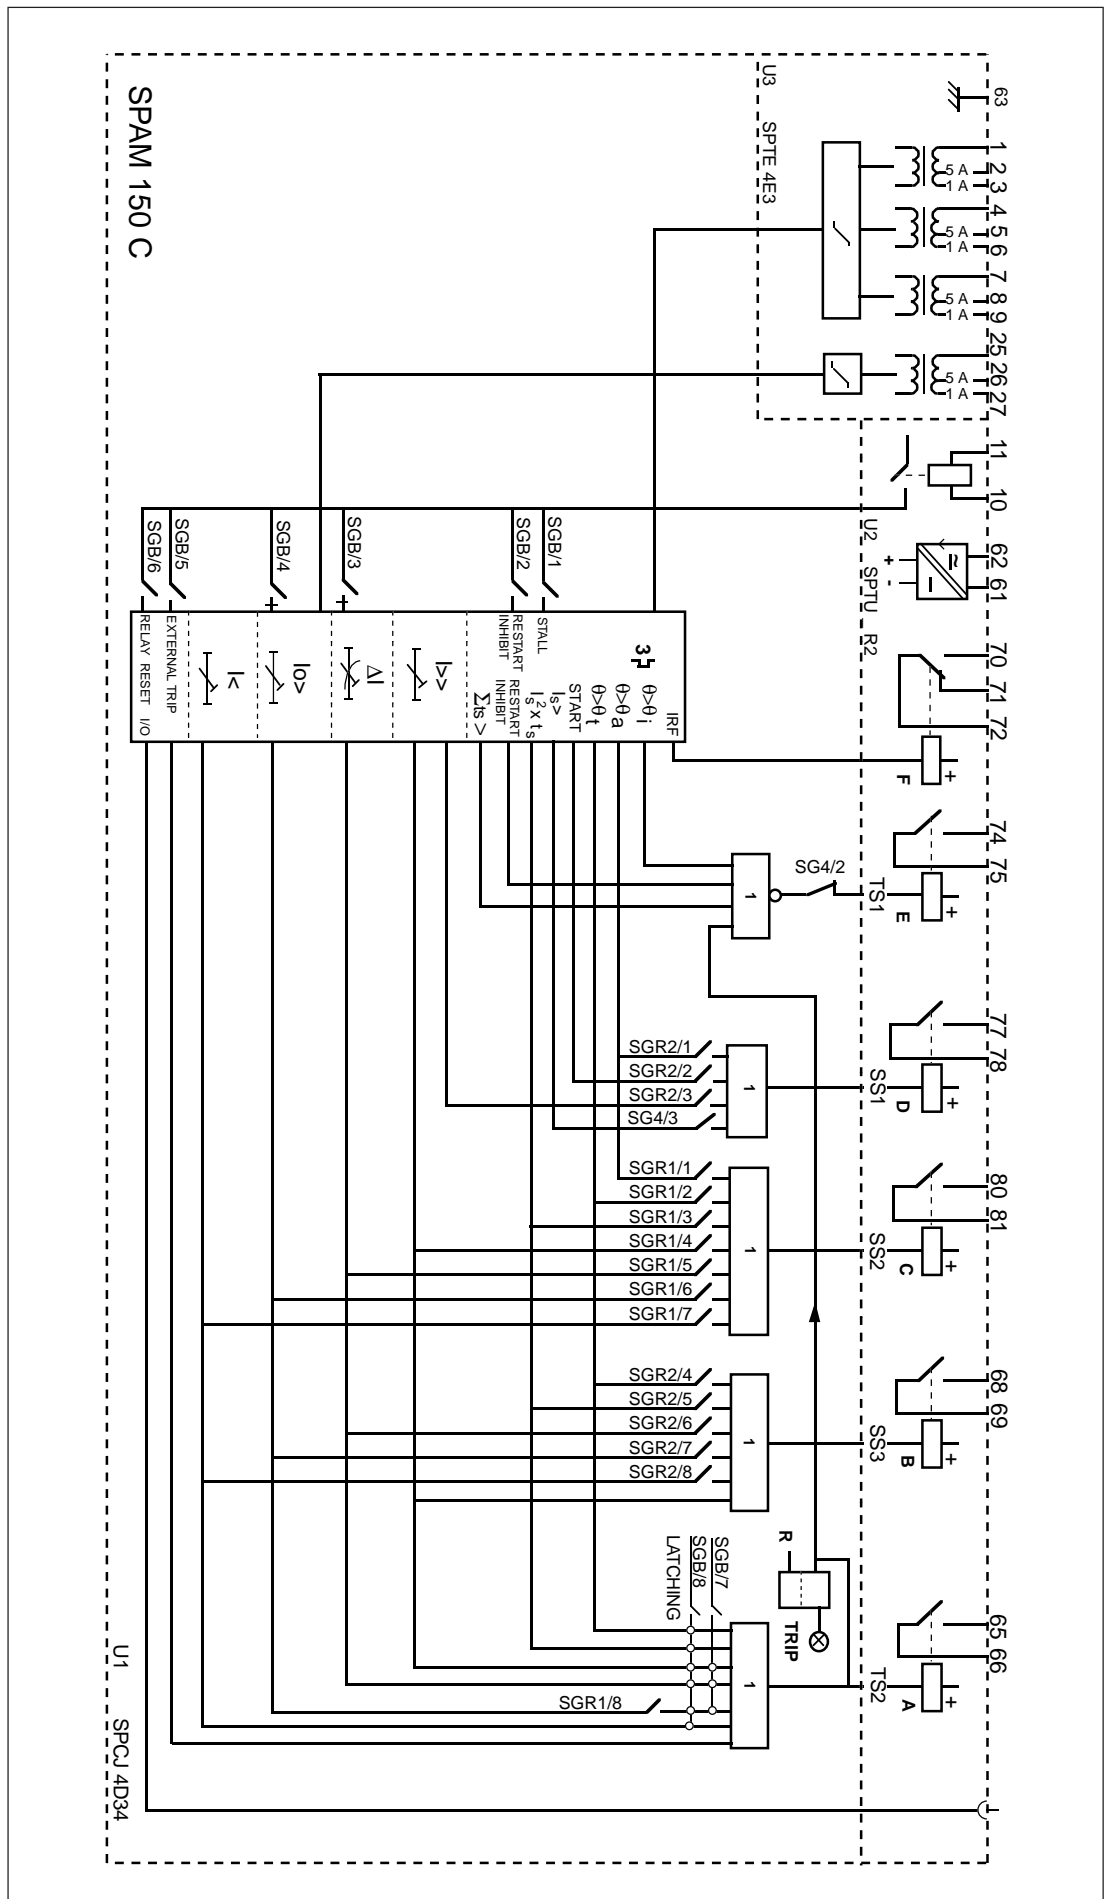 63
1
2
3
5 A
1 A
4
5
6
5 A
1 A
7
8
9
5 A
1 A
25
26
27
5 A
1 A
11
10
62
61
70
71
72
74
75
77
78
80
81
68
69
65
66
U3 SPTE 4E3
U2 SPTU R2
+ -
≂
+
F
+
E
+
D
+
C
+
B
+
A
TS1
SS1
SS2
SS3
TS2
SPAM 150 C
SGB/1
SGB/2
SGB/3
SGB/4
SGB/5
SGB/6
STALL
RESTART
INHIBIT
3
IRF
θ>θi
θ>θa
θ>θt
START
Is>
Is² x ts
RESTART
INHIBIT
Σts >
I>>
ΔI
Io>
I<
EXTERNAL TRIP
RELAY RESET I/O
SG4/2
1
SGR2/1
SGR2/2
SGR2/3
SG4/3
1
SGR1/1
SGR1/2
SGR1/3
SGR1/4
SGR1/5
SGR1/6
SGR1/7
1
SGR2/4
SGR2/5
SGR2/6
SGR2/7
SGR2/8
1
R
TRIP
SGB/7
SGB/8
LATCHING
1
SGR1/8
U1 SPCJ 4D34